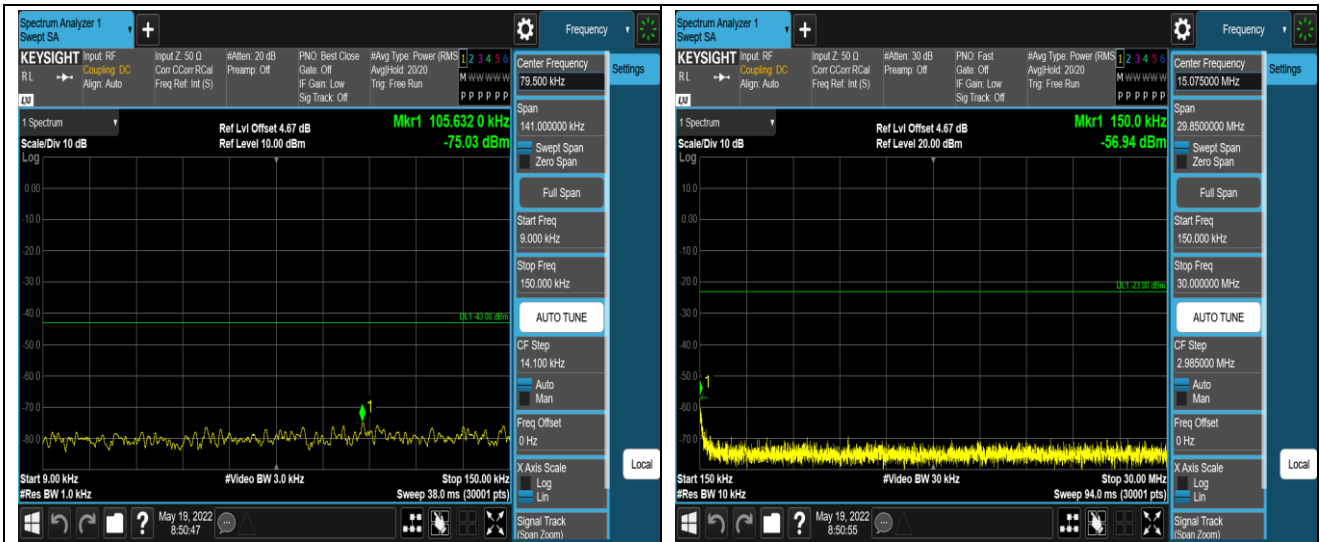 Spectrum Analyzer 1
Swept SA
+
Frequency
KEYSIGHT
R L
LXI
Input: RF
Coupling: DC
Align: Auto
Input Z: 50 Ω
Corr CCorr RCal
Freq Ref: Int (S)
#Atten: 20 dB
Preamp: Off
PNO: Best Close
Gate: Off
IF Gain: Low
Sig Track: Off
#Avg Type: Power (RMS
Avg|Hold: 20/20
Trig: Free Run
1 2 3 4 5 6
M W W W W W
P P P P P P
Center Frequency
79.500 kHz
Settings
1 Spectrum
Scale/Div 10 dB
Log
Ref Lvl Offset 4.67 dB
Ref Level 10.00 dBm
Mkr1 105.632 0 kHz
-75.03 dBm
0.00
-10.0
-20.0
-30.0
-40.0
-50.0
-60.0
-70.0
-80.0
DL1 -43.00 dBm
1
Span
141.000000 kHz
Swept Span
Zero Span
Full Span
Start Freq
9.000 kHz
Stop Freq
150.000 kHz
AUTO TUNE
CF Step
14.100 kHz
Auto
Man
Freq Offset
0 Hz
X Axis Scale
Log
Lin
Local
Signal Track
(Span Zoom)
Start 9.00 kHz
#Res BW 1.0 kHz
#Video BW 3.0 kHz
Stop 150.00 kHz
Sweep 38.0 ms (30001 pts)
?
May 19, 2022
8:50:47
Spectrum Analyzer 1
Swept SA
+
Frequency
KEYSIGHT
R L
LXI
Input: RF
Coupling: DC
Align: Auto
Input Z: 50 Ω
Corr CCorr RCal
Freq Ref: Int (S)
#Atten: 30 dB
Preamp: Off
PNO: Fast
Gate: Off
IF Gain: Low
Sig Track: Off
#Avg Type: Power (RMS
Avg|Hold: 20/20
Trig: Free Run
1 2 3 4 5 6
M W W W W W
P P P P P P
Center Frequency
15.075000 MHz
Settings
1 Spectrum
Scale/Div 10 dB
Log
Ref Lvl Offset 4.67 dB
Ref Level 20.00 dBm
Mkr1 150.0 kHz
-56.94 dBm
10.0
0.00
-10.0
-20.0
-30.0
-40.0
-50.0
-60.0
-70.0
DL1 -23.00 dBm
1
Span
29.8500000 MHz
Swept Span
Zero Span
Full Span
Start Freq
150.000 kHz
Stop Freq
30.000000 MHz
AUTO TUNE
CF Step
2.985000 MHz
Auto
Man
Freq Offset
0 Hz
X Axis Scale
Log
Lin
Local
Signal Track
(Span Zoom)
Start 150 kHz
#Res BW 10 kHz
#Video BW 30 kHz
Stop 30.00 MHz
Sweep 94.0 ms (30001 pts)
?
May 19, 2022
8:50:55